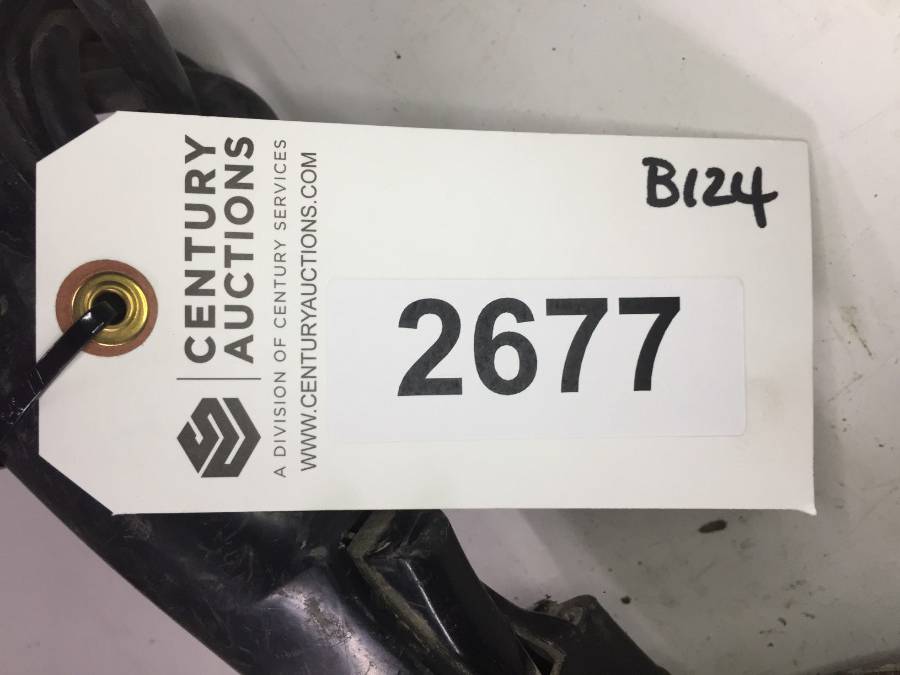 CENTURY
AUCTIONS
A DIVISION OF CENTURY SERVICES
WWW.CENTURYAUCTIONS.COM
B124
2677